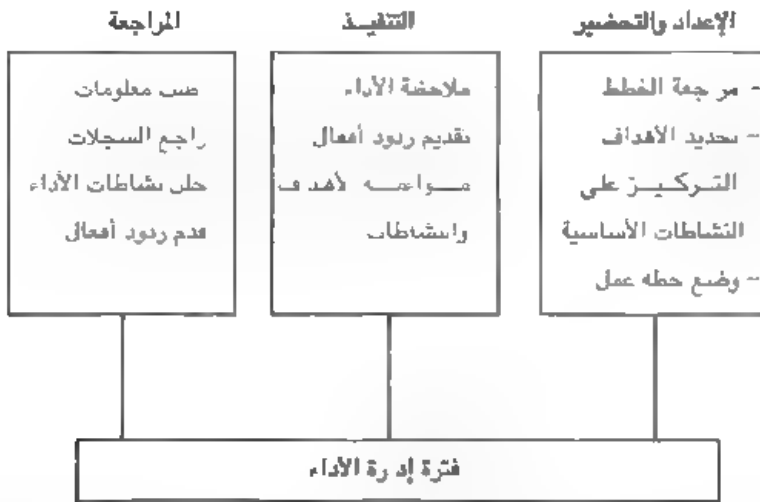 الإعداد والتحضير
- مراجعة الخطط
- تحديد الأهداف
التركيز على
النشاطات الأساسية
- وضع خطة عمل
التنفيذ
ملاحظة الأداء
تقديم ردود أفعال
مواءمة الأهداف
والنشاطات
المراجعة
معلومات
راجع السجلات
حلل نشاطات الأداء
قدم ردود أفعال
فترة إدارة الأداء